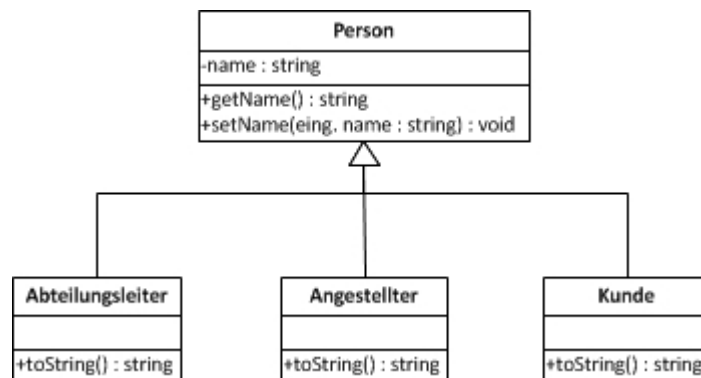 Person
-name : string
+getName() : string
+setName(eing. name : string) : void
Abteilungsleiter
+toString() : string
Angestellter
+toString() : string
Kunde
+toString() : string